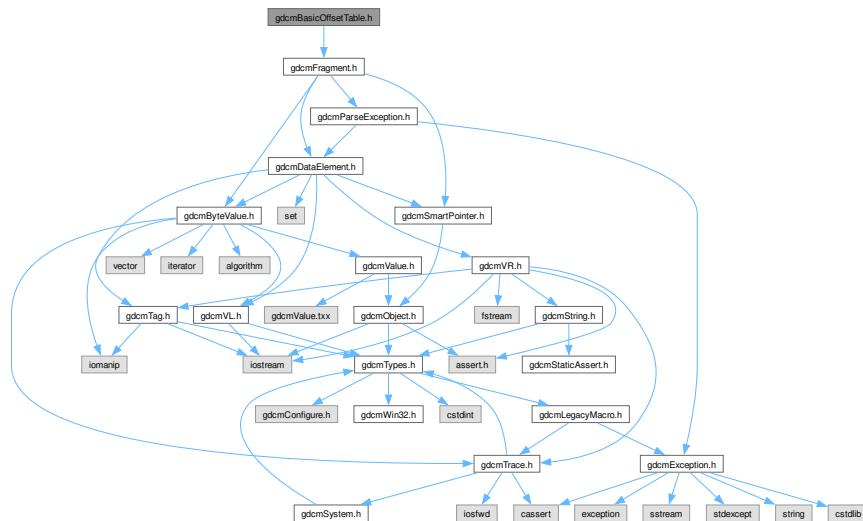 gdcmBasicOffsetTable.h
gdcmFragment.h
gdcmParseException.h
gdcmDataElement.h
gdcmByteValue.h
set
gdcmSmartPointer.h
vector
iterator
algorithm
gdcmValue.h
gdcmVR.h
gdcmTag.h
gdcmVL.h
gdcmValue.txx
gdcmObject.h
fstream
gdcmString.h
iomanip
iostream
gdcmTypes.h
assert.h
gdcmStaticAssert.h
gdcmConfigure.h
gdcmWin32.h
cstdint
gdcmLegacyMacro.h
gdcmTrace.h
gdcmException.h
gdcmSystem.h
iosfwd
cassert
exception
sstream
stdexcept
string
cstdlib